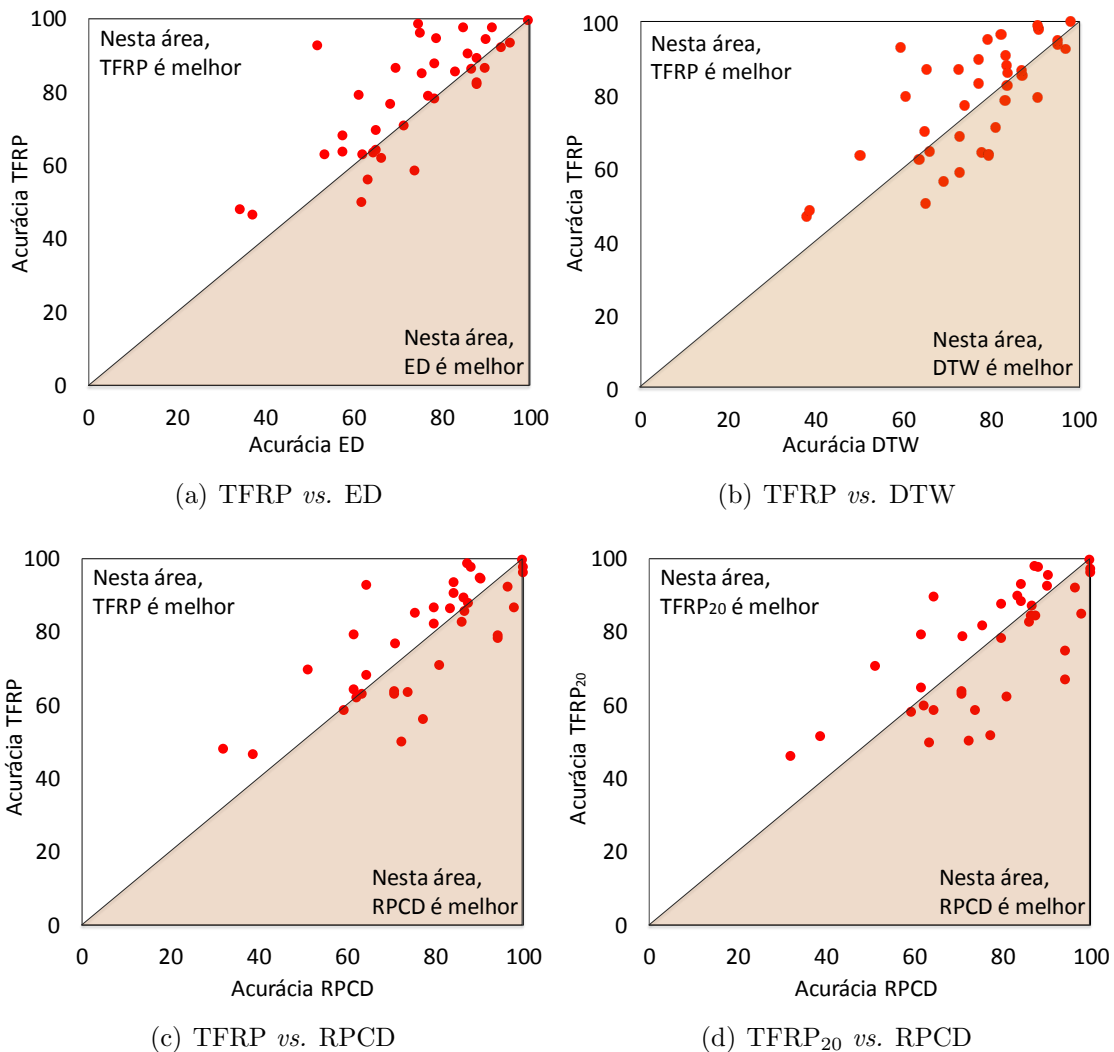 100
80
60
40
20
0
Acurácia TFRP
Nesta área,
TFRP é melhor
Nesta área,
ED é melhor
0 20 40 60 80 100
Acurácia ED
(a) TFRP vs. ED
100
80
60
40
20
0
Acurácia TFRP
Nesta área,
TFRP é melhor
Nesta área,
DTW é melhor
0 20 40 60 80 100
Acurácia DTW
(b) TFRP vs. DTW
100
80
60
40
20
0
Acurácia TFRP
Nesta área,
TFRP é melhor
Nesta área,
RPCD é melhor
0 20 40 60 80 100
Acurácia RPCD
(c) TFRP vs. RPCD
100
80
60
40
20
0
Acurácia TFRP₂₀
Nesta área,
TFRP₂₀ é melhor
Nesta área,
RPCD é melhor
0 20 40 60 80 100
Acurácia RPCD
(d) TFRP₂₀ vs. RPCD